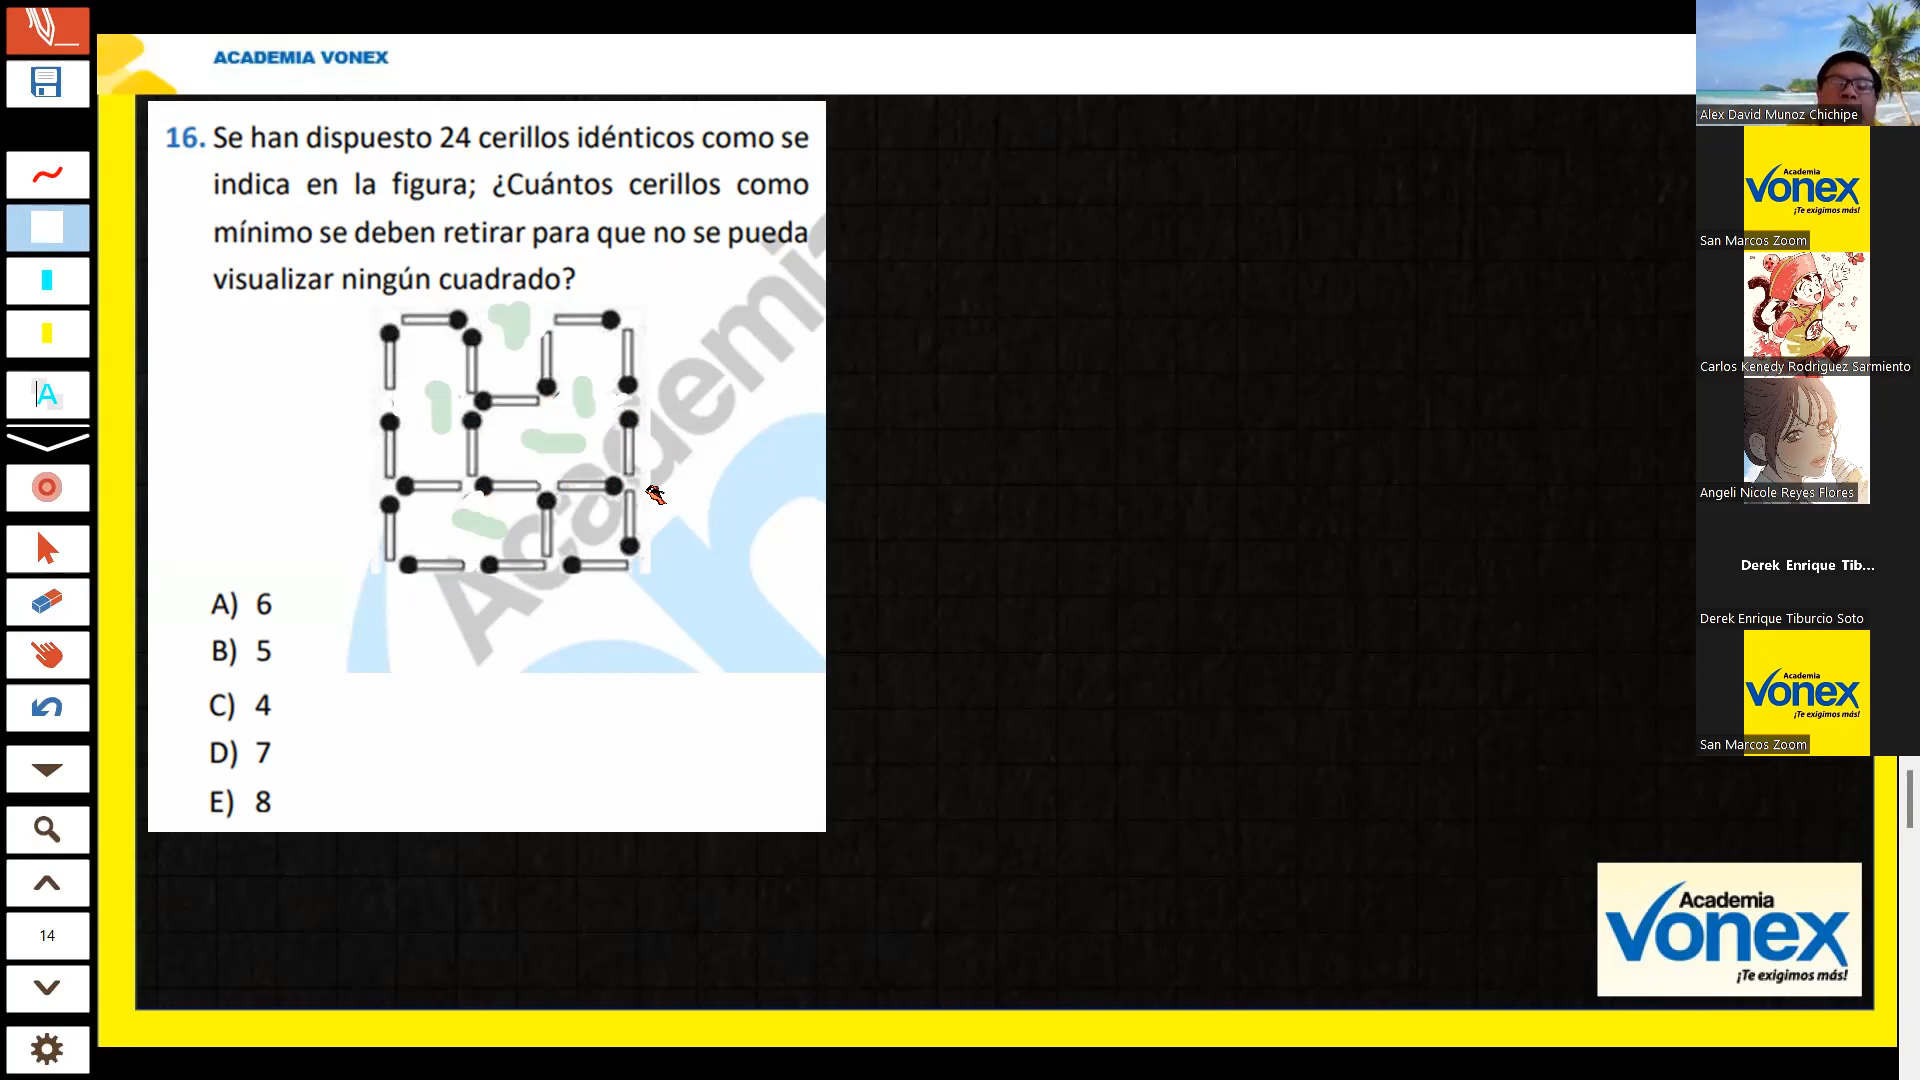 ACADEMIA VONEX
16. Se han dispuesto 24 cerillos idénticos como se
indica en la figura; ¿Cuántos cerillos como
mínimo se deben retirar para que no se pueda
visualizar ningún cuadrado?
Academia
A) 6
B) 5
C) 4
D) 7
E) 8
A
14
Alex David Munoz Chichipe
Academia
vonex
¡Te exigimos más!
San Marcos Zoom
Carlos Kenedy Rodriguez Sarmiento
Angeli Nicole Reyes Flores
Derek Enrique Tib...
Derek Enrique Tiburcio Soto
Academia
vonex
¡Te exigimos más!
San Marcos Zoom
Academia
vonex
¡Te exigimos más!